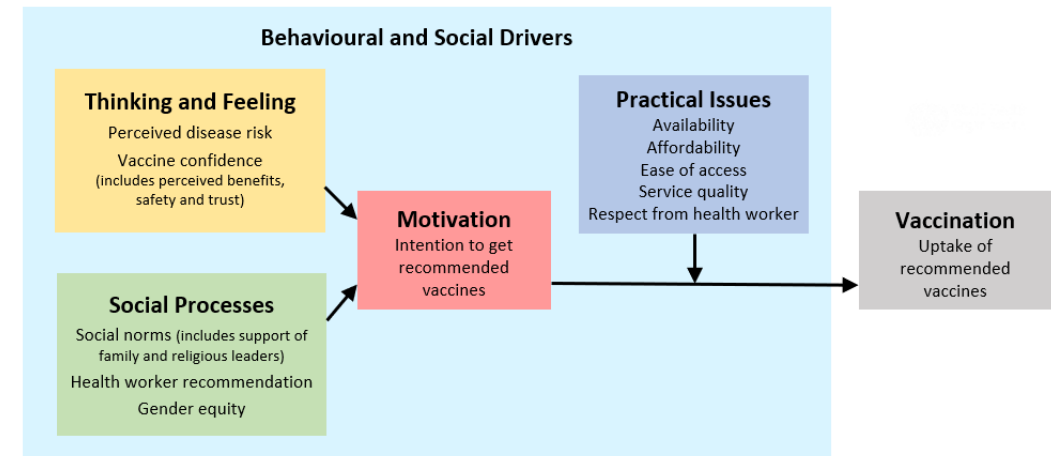 Behavioural and Social Drivers
Thinking and Feeling
Perceived disease risk
Vaccine confidence
(includes perceived benefits,
safety and trust)
Social Processes
Social norms (includes support of
family and religious leaders)
Health worker recommendation
Gender equity
Motivation
Intention to get
recommended
vaccines
Practical Issues
Availability
Affordability
Ease of access
Service quality
Respect from health worker
Vaccination
Uptake of
recommended
vaccines